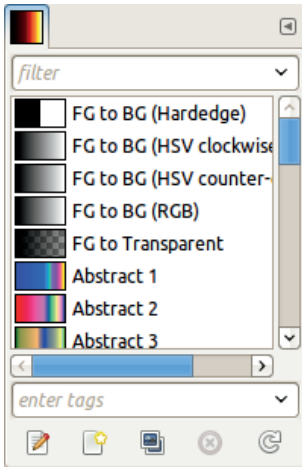 filter
FG to BG (Hardedge)
FG to BG (HSV clockwise
FG to BG (HSV counter-
FG to BG (RGB)
FG to Transparent
Abstract 1
Abstract 2
Abstract 3
enter tags